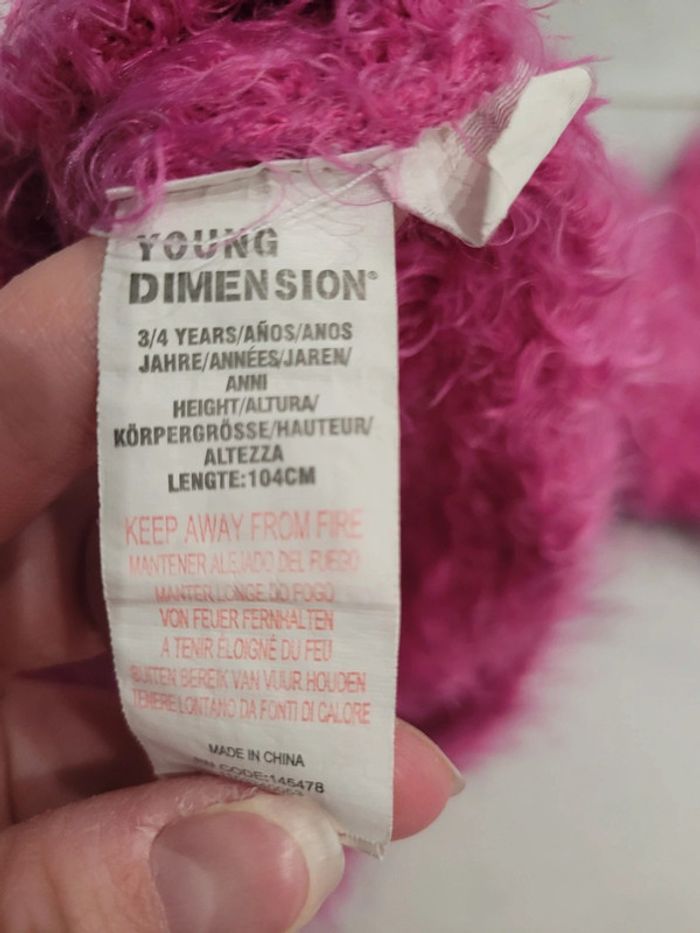 YOUNG
DIMENSION®
3/4 YEARS/AÑOS/ANOS
JAHRE/ANNÉES/JAREN/
ANNI
HEIGHT/ALTURA/
KÖRPERGRÖSSE/HAUTEUR/
ALTEZZA
LENGTE:104CM
KEEP AWAY FROM FIRE
MANTENER ALEJADO DEL FUEGO
MANTER LONGE DO FOGO
VON FEUER FERNHALTEN
A TENIR ÉLOIGNÉ DU FEU
BUITEN BEREIK VAN VUUR HOUDEN
TENERE LONTANO DA FONTI DI CALORE
MADE IN CHINA
CODE:145478